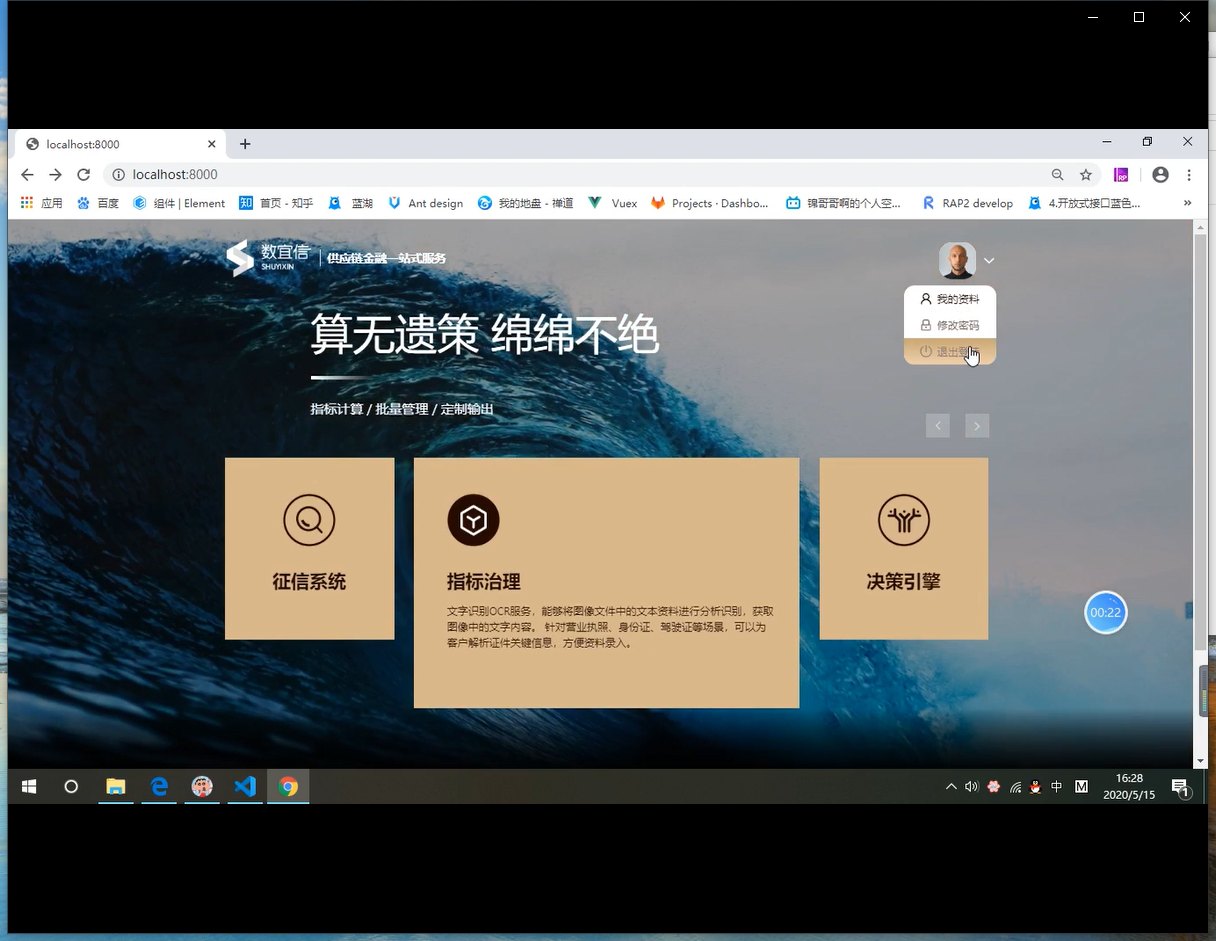 localhost:8000
localhost:8000
应用 百度 组件 | Element 首页 - 知乎 蓝湖 Ant design 我的地盘 - 禅道 Vuex Projects · Dashbo... 锦哥哥啊的个人空... RAP2 develop 4.开放式接口蓝色... »
数宜信
SHUYIXIN
供应链金融一站式服务
我的资料
修改密码
退出
算无遗策 绵绵不绝
指标计算 / 批量管理 / 定制输出
征信系统
指标治理
文字识别OCR服务，能够将图像文件中的文本资料进行分析识别，获取
图像中的文字内容。 针对营业执照、身份证、驾驶证等场景，可以为
客户解析证件关键信息，方便资料录入。
决策引擎
00:22
中 M
16:28
2020/5/15
1